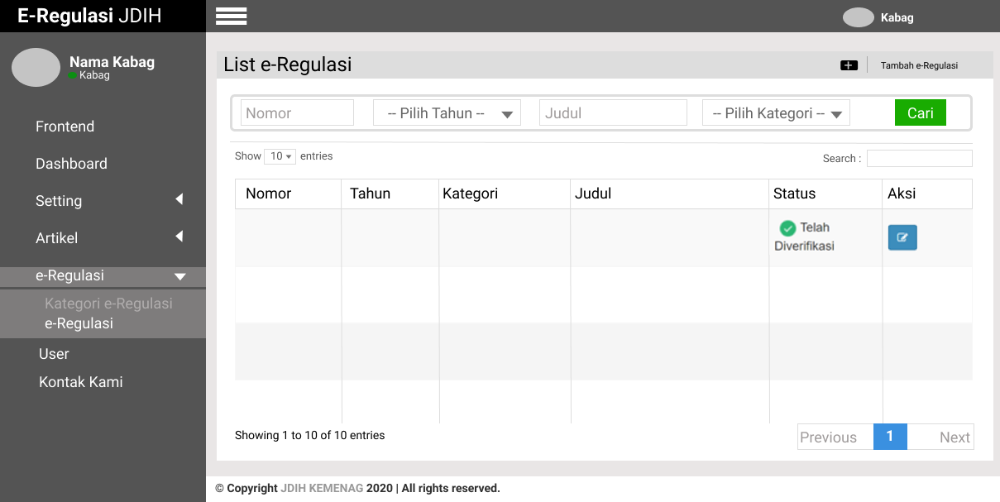 E-Regulasi JDIH
Kabag
Nama Kabag
Kabag
Frontend
Dashboard
Setting
Artikel
e-Regulasi
Kategori e-Regulasi
e-Regulasi
User
Kontak Kami
List e-Regulasi
Tambah e-Regulasi
Nomor -- Pilih Tahun -- Judul -- Pilih Kategori -- Cari
Show 10 entries
Search :
Nomor Tahun Kategori Judul Status Aksi
Telah
Diverifikasi
Showing 1 to 10 of 10 entries
Previous 1 Next
© Copyright JDIH KEMENAG 2020 | All rights reserved.